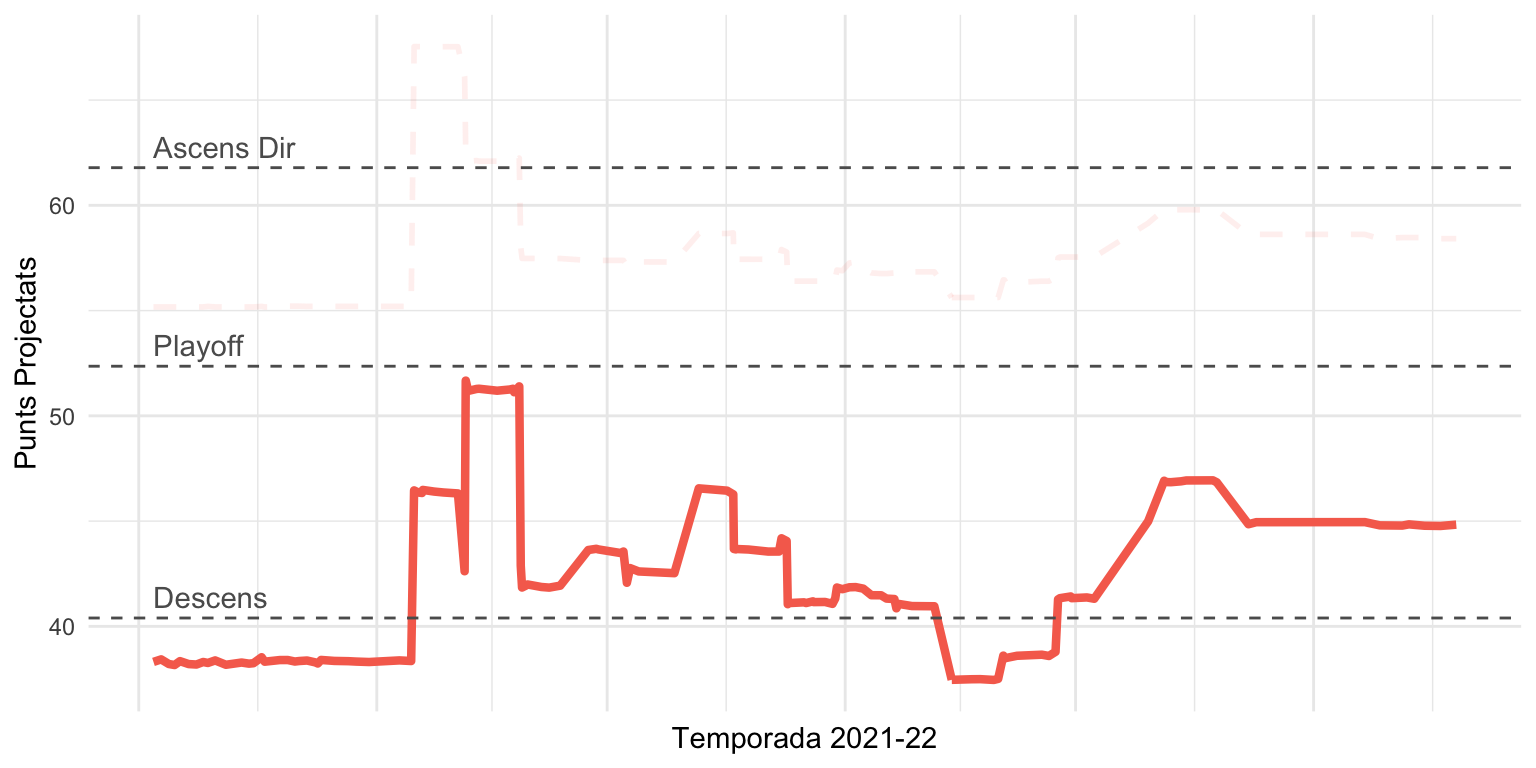 Ascens Dir
60
Playoff
Punts Projectats
50
Descens
40
Temporada 2021-22